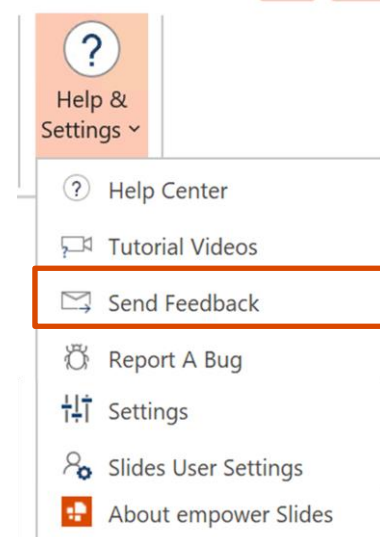 ?
Help &
Settings
? Help Center
? Tutorial Videos
Send Feedback
Report A Bug
Settings
Slides User Settings
About empower Slides